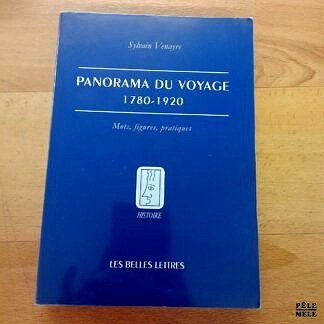 Sylvain Venayre
PANORAMA DU VOYAGE
1780-1920
Mots, figures, pratiques
HISTOIRE
LES BELLES LETTRES
PÊLE
MÊLE